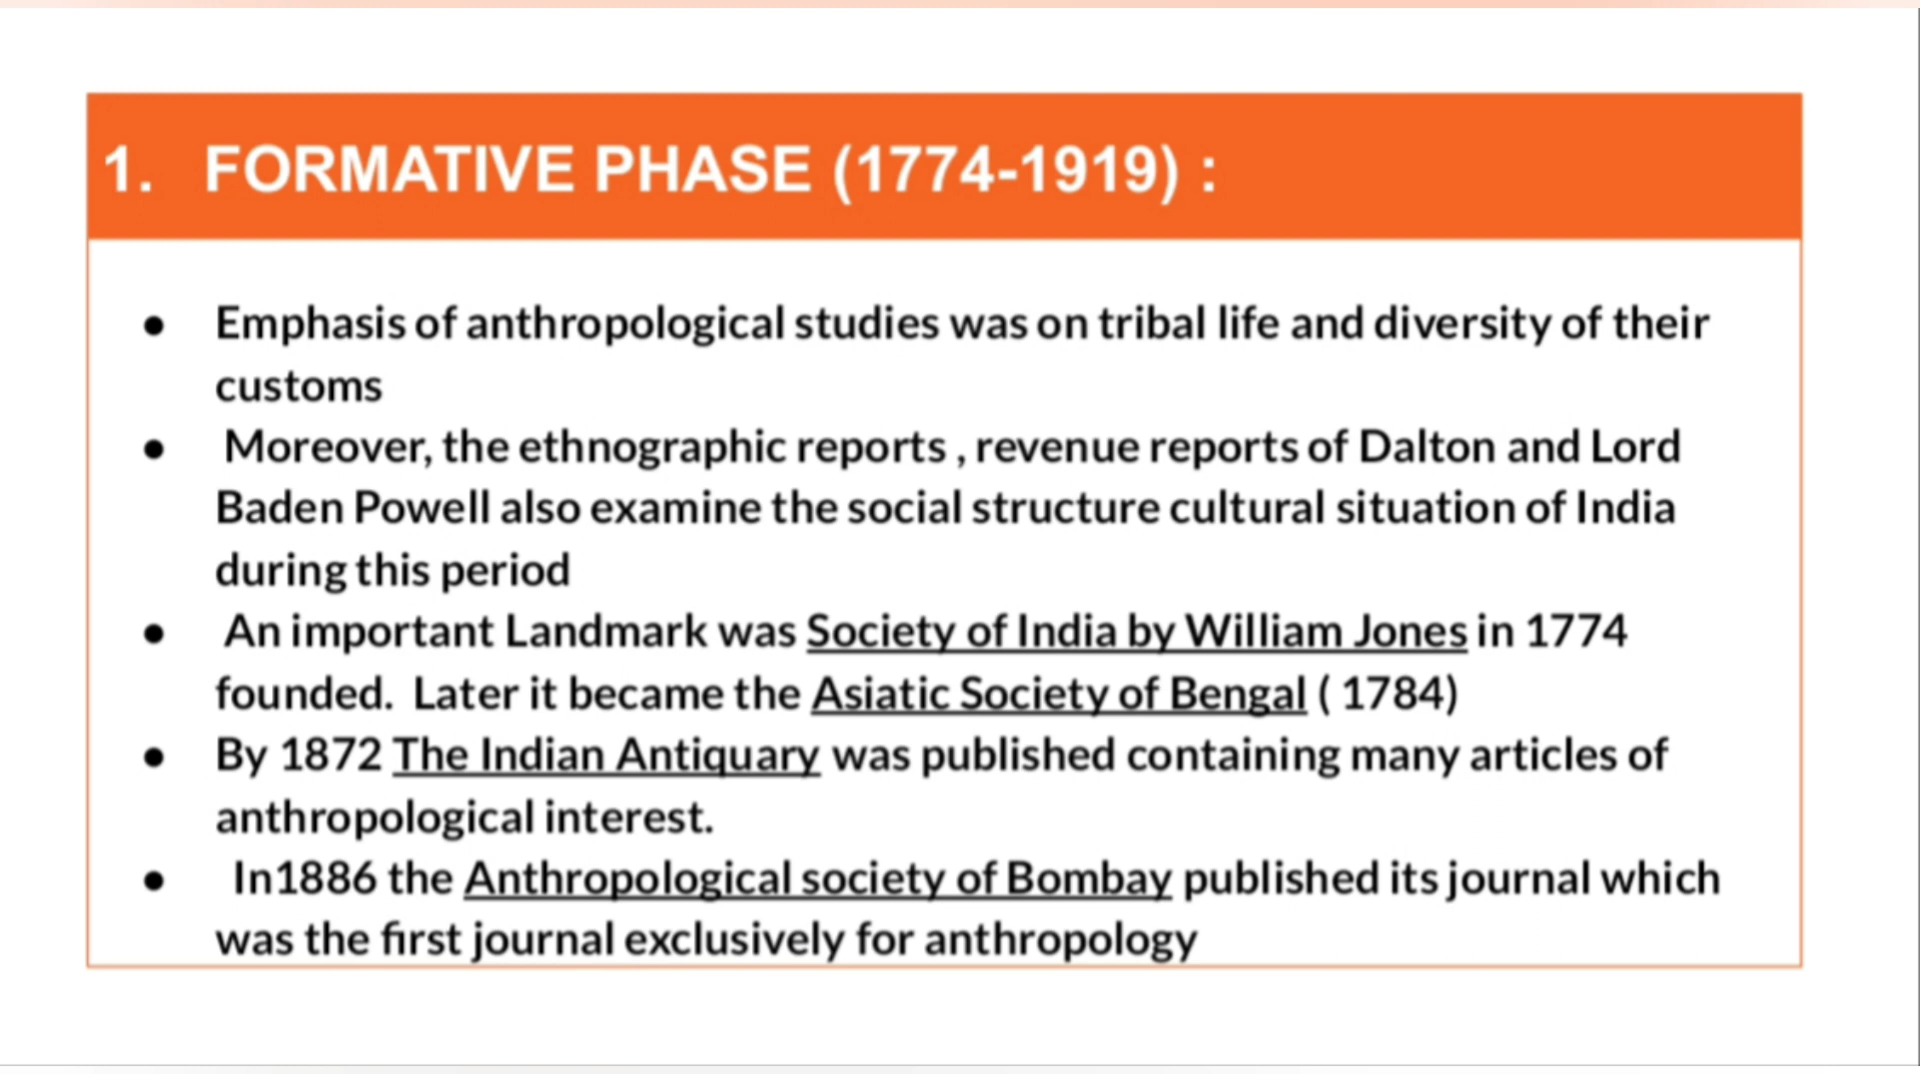 1. FORMATIVE PHASE (1774-1919) :
● Emphasis of anthropological studies was on tribal life and diversity of their
customs
● Moreover, the ethnographic reports , revenue reports of Dalton and Lord
Baden Powell also examine the social structure cultural situation of India
during this period
● An important Landmark was Society of India by William Jones in 1774
founded. Later it became the Asiatic Society of Bengal ( 1784)
● By 1872 The Indian Antiquary was published containing many articles of
anthropological interest.
● In1886 the Anthropological society of Bombay published its journal which
was the first journal exclusively for anthropology